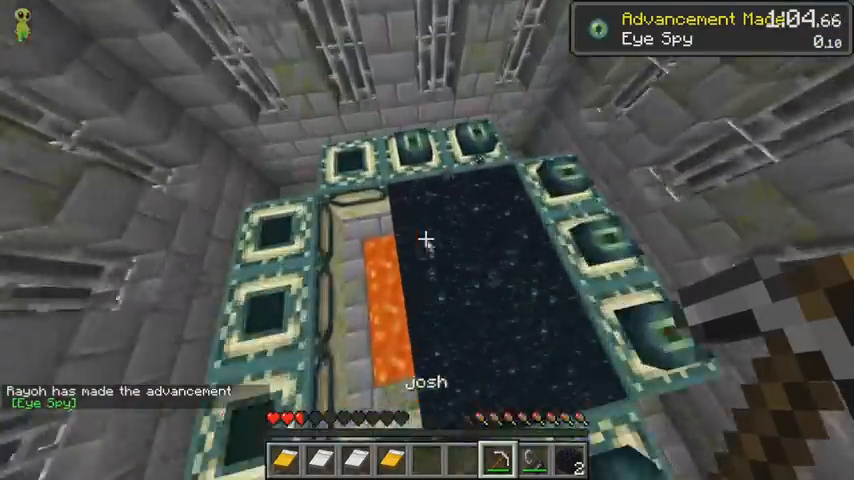 Advancement Made
1:04.66
Eye Spy
0.10
Rayoh has made the advancement
[Eye Spy]
josh
2